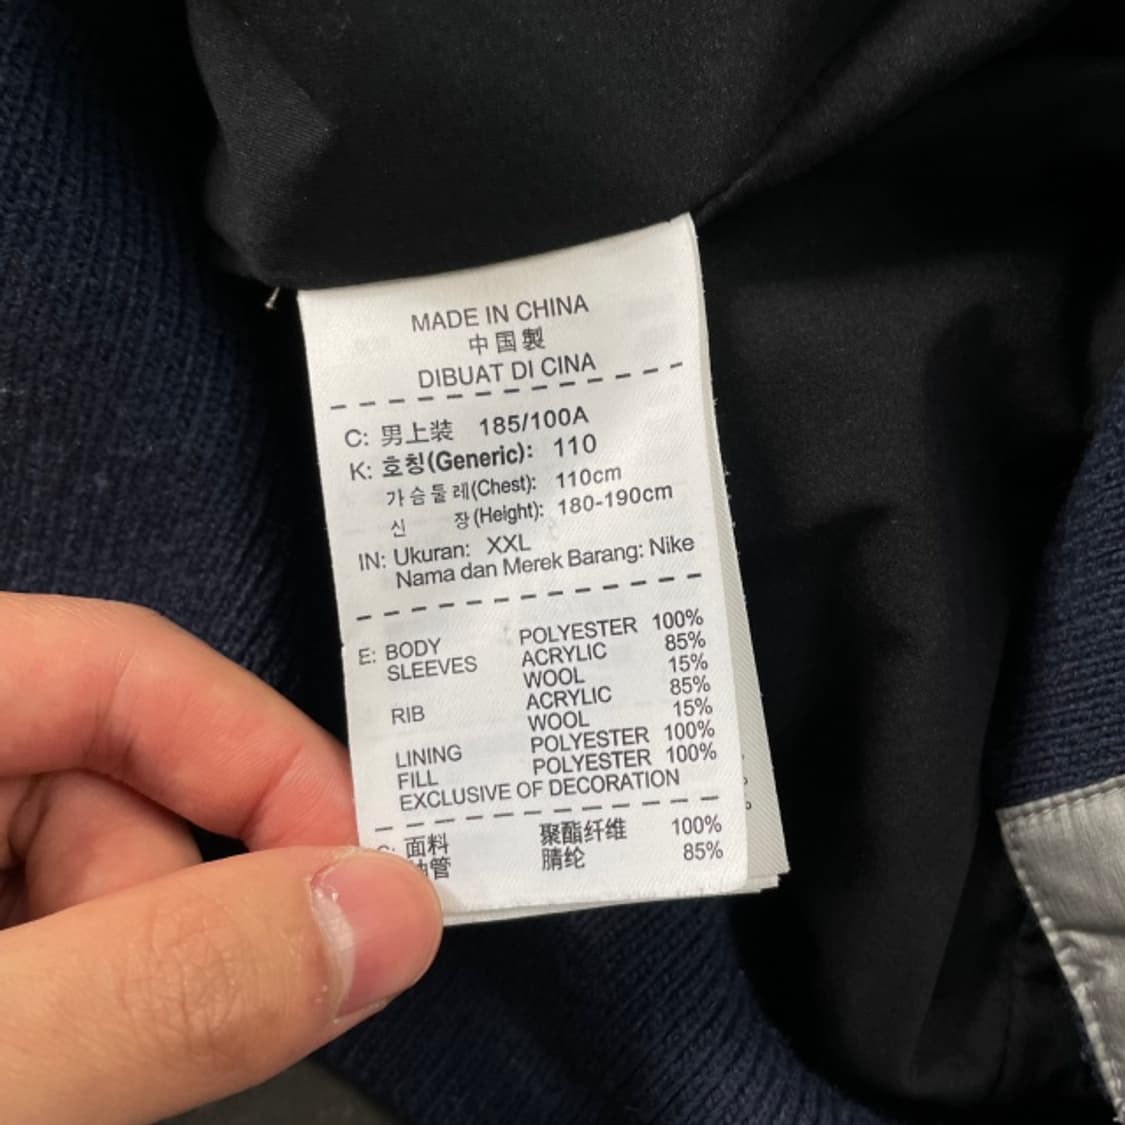 MADE IN CHINA
中国製
DIBUAT DI CINA
C: 男上装 185/100A
K: 호칭(Generic): 110
가슴둘레(Chest): 110cm
신 장(Height): 180-190cm
IN: Ukuran: XXL
Nama dan Merek Barang: Nike
E: BODY POLYESTER 100%
SLEEVES ACRYLIC 85%
WOOL 15%
RIB ACRYLIC 85%
WOOL 15%
LINING POLYESTER 100%
FILL POLYESTER 100%
EXCLUSIVE OF DECORATION
面料 聚酯纤维 100%
管 腈纶 85%